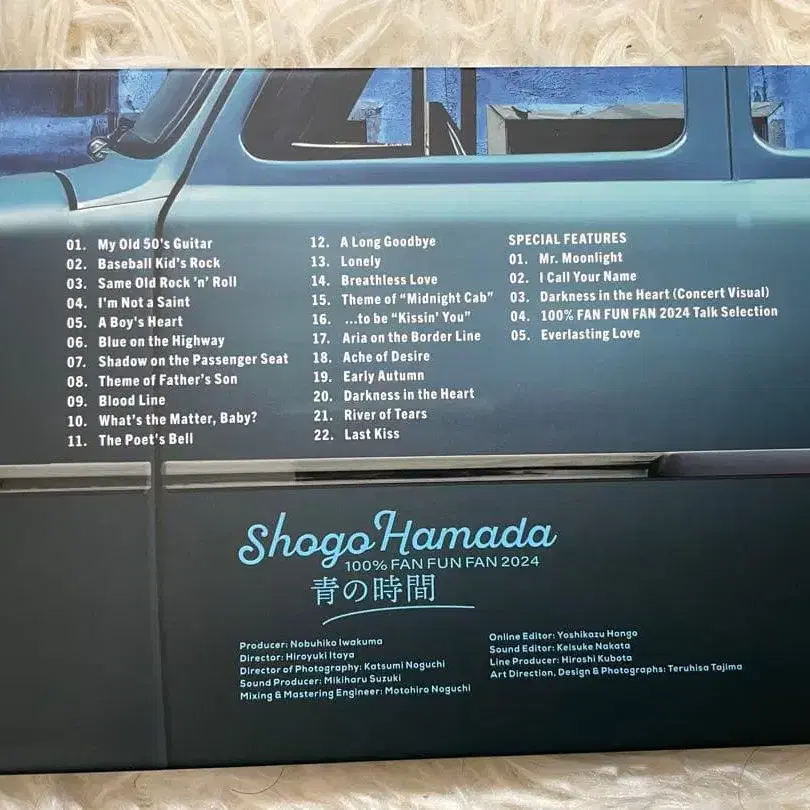 01. My Old 50's Guitar
02. Baseball Kid's Rock
03. Same Old Rock 'n' Roll
04. I'm Not a Saint
05. A Boy's Heart
06. Blue on the Highway
07. Shadow on the Passenger Seat
08. Theme of Father's Son
09. Blood Line
10. What's the Matter, Baby?
11. The Poet's Bell
12. A Long Goodbye
13. Lonely
14. Breathless Love
15. Theme of "Midnight Cab"
16. ...to be "Kissin' You"
17. Aria on the Border Line
18. Ache of Desire
19. Early Autumn
20. Darkness in the Heart
21. River of Tears
22. Last Kiss
SPECIAL FEATURES
01. Mr. Moonlight
02. I Call Your Name
03. Darkness in the Heart (Concert Visual)
04. 100% FAN FUN FAN 2024 Talk Selection
05. Everlasting Love
Shogo Hamada
100% FAN FUN FAN 2024
青の時間
Producer: Nobuhiko Iwakuma
Director: Hiroyuki Itaya
Director of Photography: Katsumi Noguchi
Sound Producer: Mikiharu Suzuki
Mixing & Mastering Engineer: Motohiro Noguchi
Online Editor: Yoshikazu Hango
Sound Editor: Keisuke Nakata
Line Producer: Hiroshi Kubota
Art Direction, Design & Photographs: Teruhisa Tajima